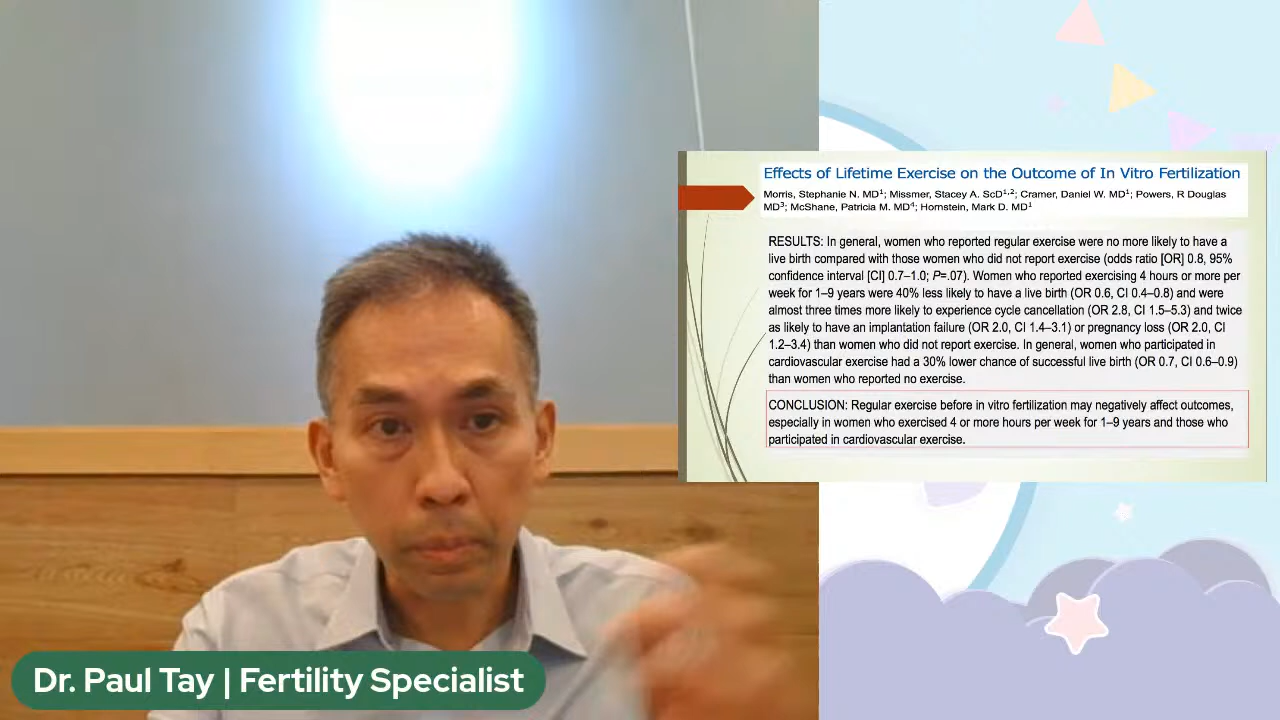 Effects of Lifetime Exercise on the Outcome of In Vitro Fertilization
Morris, Stephanie N. MD1; Missmer, Stacey A. ScD1,2; Cramer, Daniel W. MD1; Powers, R Douglas
MD3; McShane, Patricia M. MD4; Hornstein, Mark D. MD1
RESULTS: In general, women who reported regular exercise were no more likely to have a
live birth compared with those women who did not report exercise (odds ratio [OR] 0.8, 95%
confidence interval [CI] 0.7–1.0; P=.07). Women who reported exercising 4 hours or more per
week for 1–9 years were 40% less likely to have a live birth (OR 0.6, CI 0.4–0.8) and were
almost three times more likely to experience cycle cancellation (OR 2.8, CI 1.5–5.3) and twice
as likely to have an implantation failure (OR 2.0, CI 1.4–3.1) or pregnancy loss (OR 2.0, CI
1.2–3.4) than women who did not report exercise. In general, women who participated in
cardiovascular exercise had a 30% lower chance of successful live birth (OR 0.7, CI 0.6–0.9)
than women who reported no exercise.
CONCLUSION: Regular exercise before in vitro fertilization may negatively affect outcomes,
especially in women who exercised 4 or more hours per week for 1–9 years and those who
participated in cardiovascular exercise.
Dr. Paul Tay | Fertility Specialist